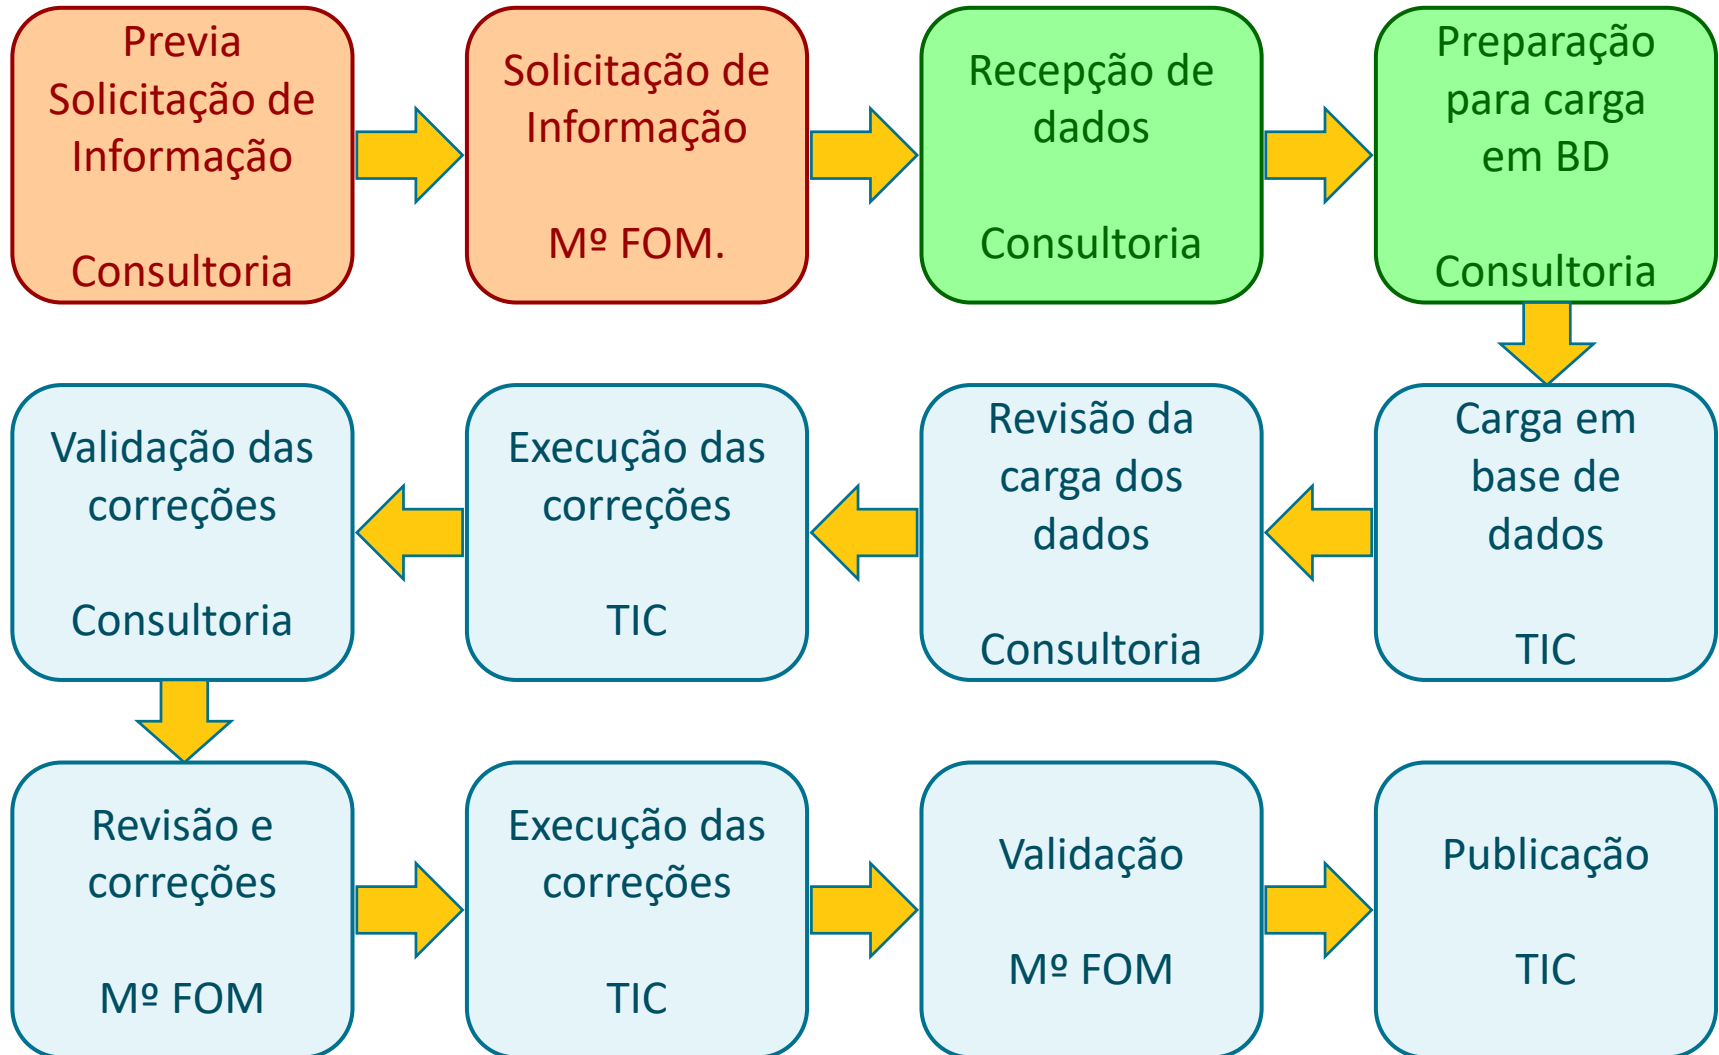 Previa
Solicitação de
Informação
Consultoria
Solicitação de
Informação
Mº FOM.
Recepção de
dados
Consultoria
Preparação
para carga
em BD
Consultoria
Validação das
correções
Consultoria
Execução das
correções
TIC
Revisão da
carga dos
dados
Consultoria
Carga em
base de
dados
TIC
Revisão e
correções
Mº FOM
Execução das
correções
TIC
Validação
Mº FOM
Publicação
TIC